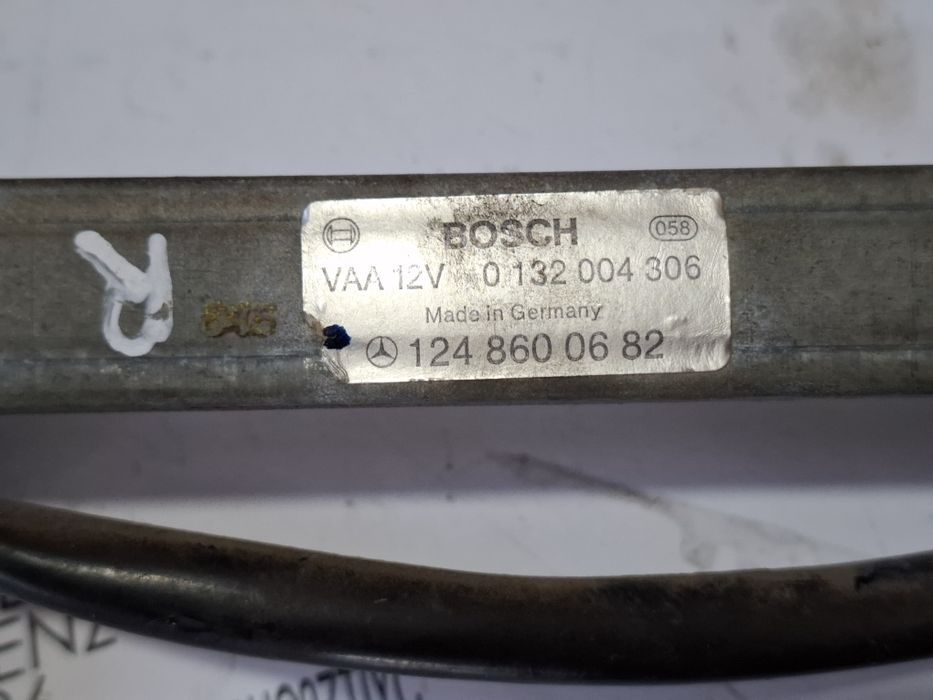 BOSCH 058
VAA 12V 0 132 004 306
Made in Germany
124 860 06 82
R